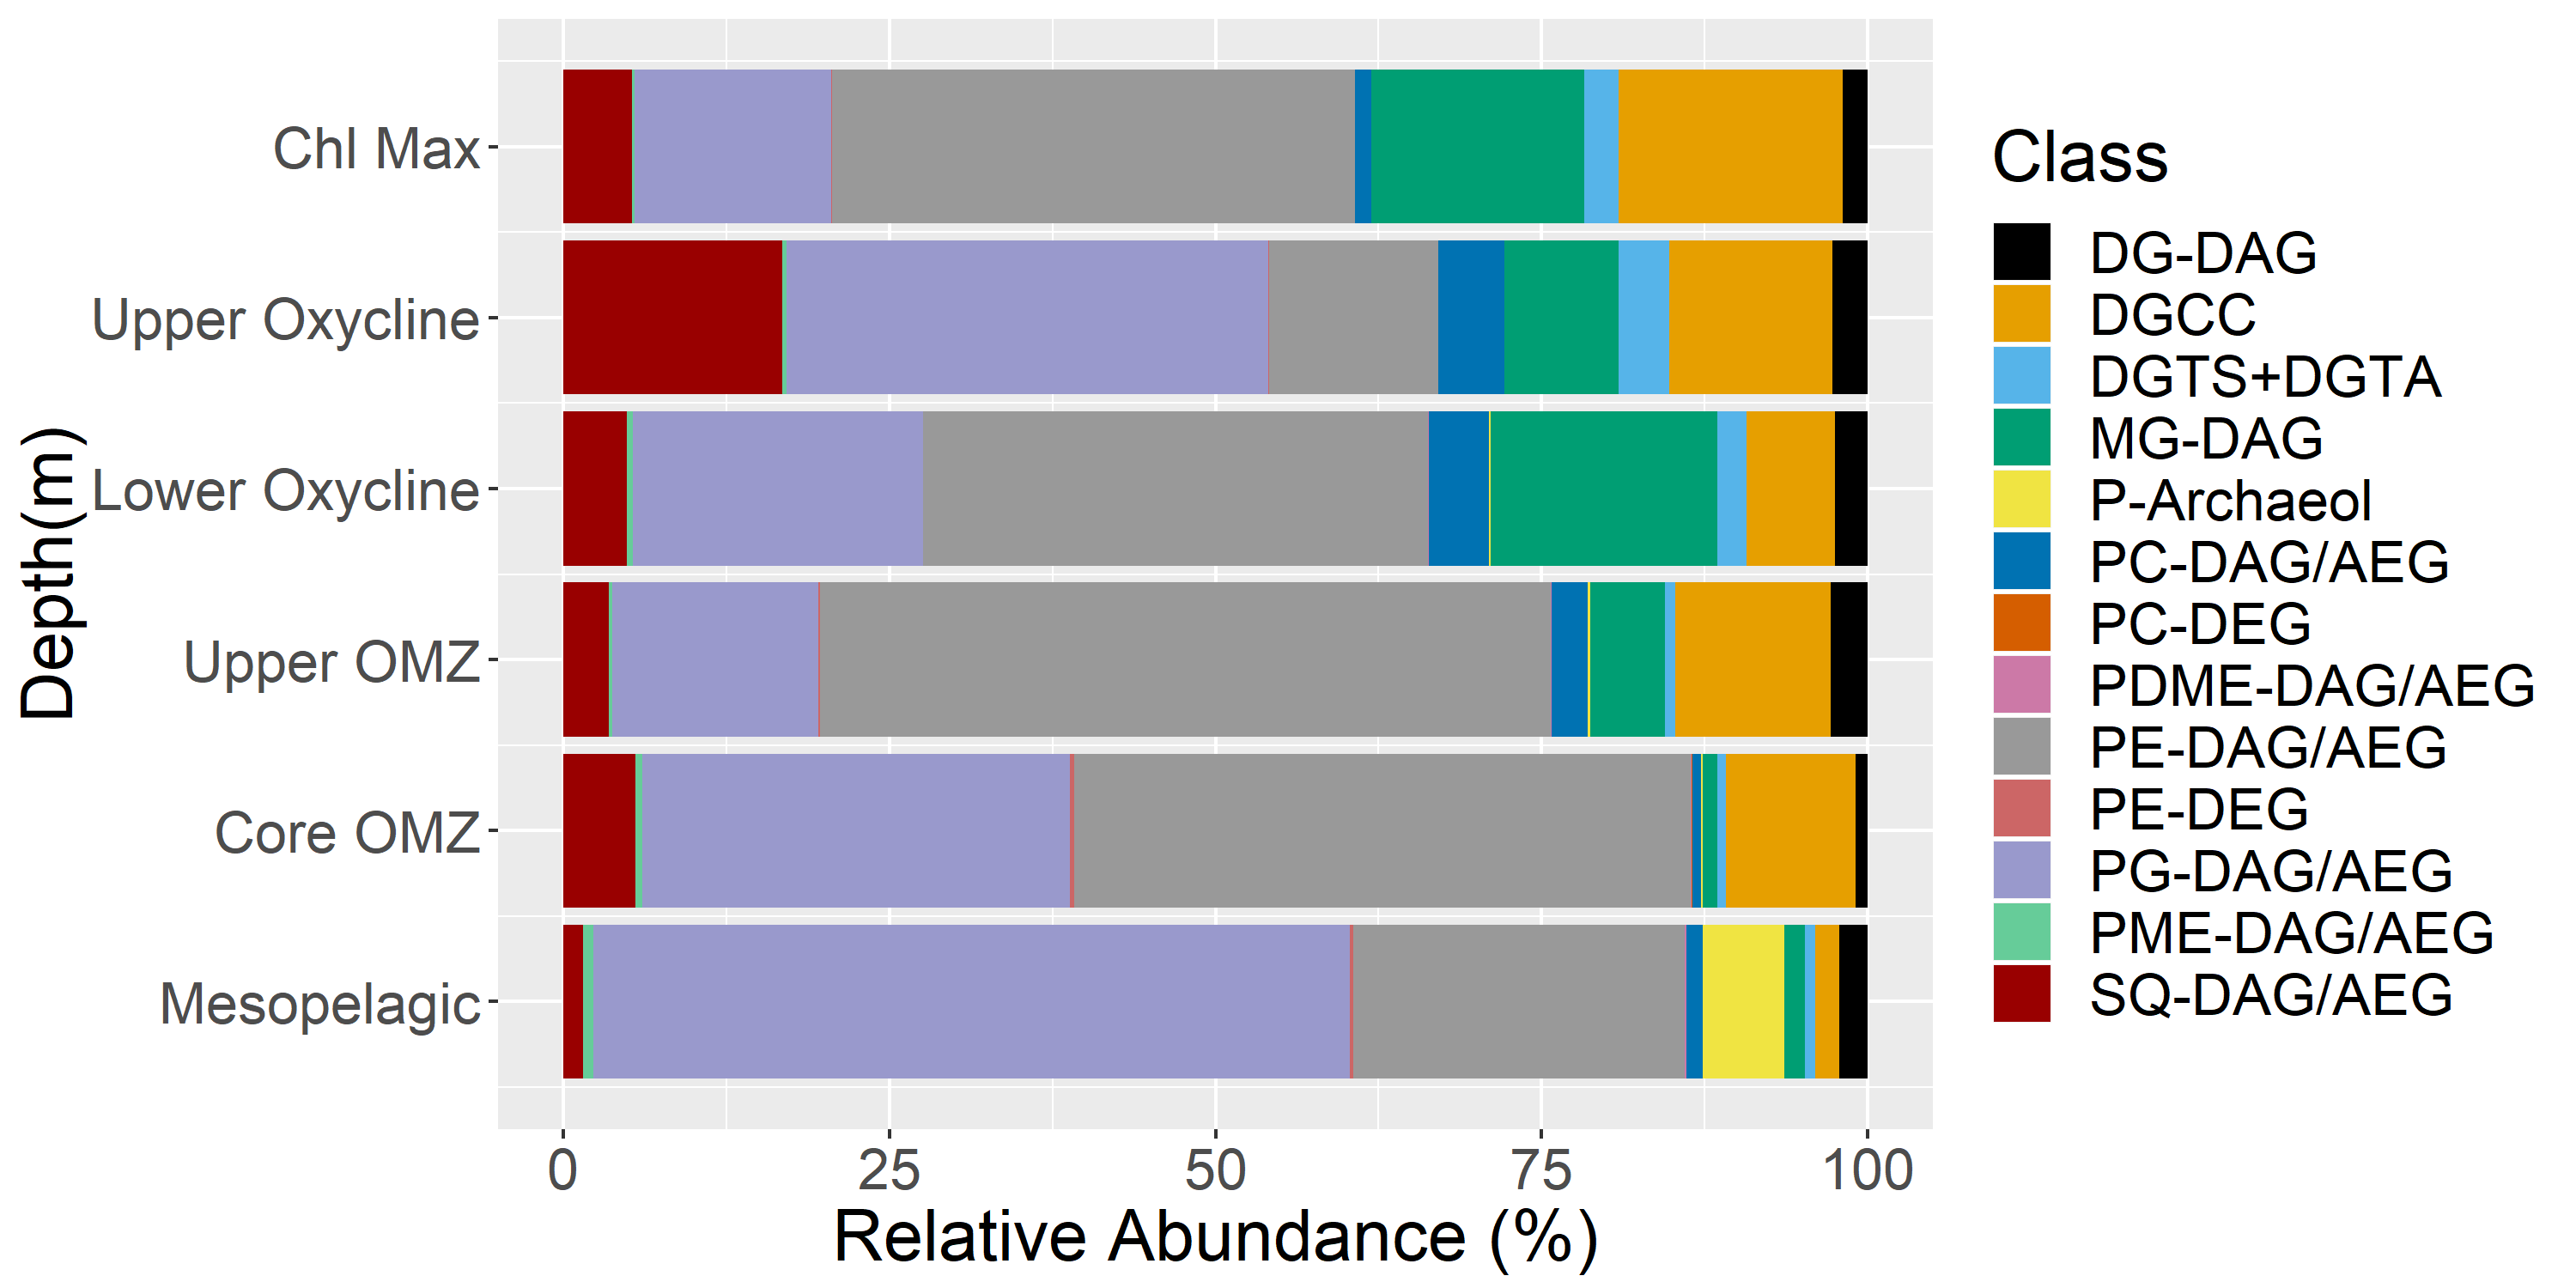 Depth(m)
Chl Max
Upper Oxycline
Lower Oxycline
Upper OMZ
Core OMZ
Mesopelagic
0 25 50 75 100
Relative Abundance (%)
Class
DG-DAG
DGCC
DGTS+DGTA
MG-DAG
P-Archaeol
PC-DAG/AEG
PC-DEG
PDME-DAG/AEG
PE-DAG/AEG
PE-DEG
PG-DAG/AEG
PME-DAG/AEG
SQ-DAG/AEG